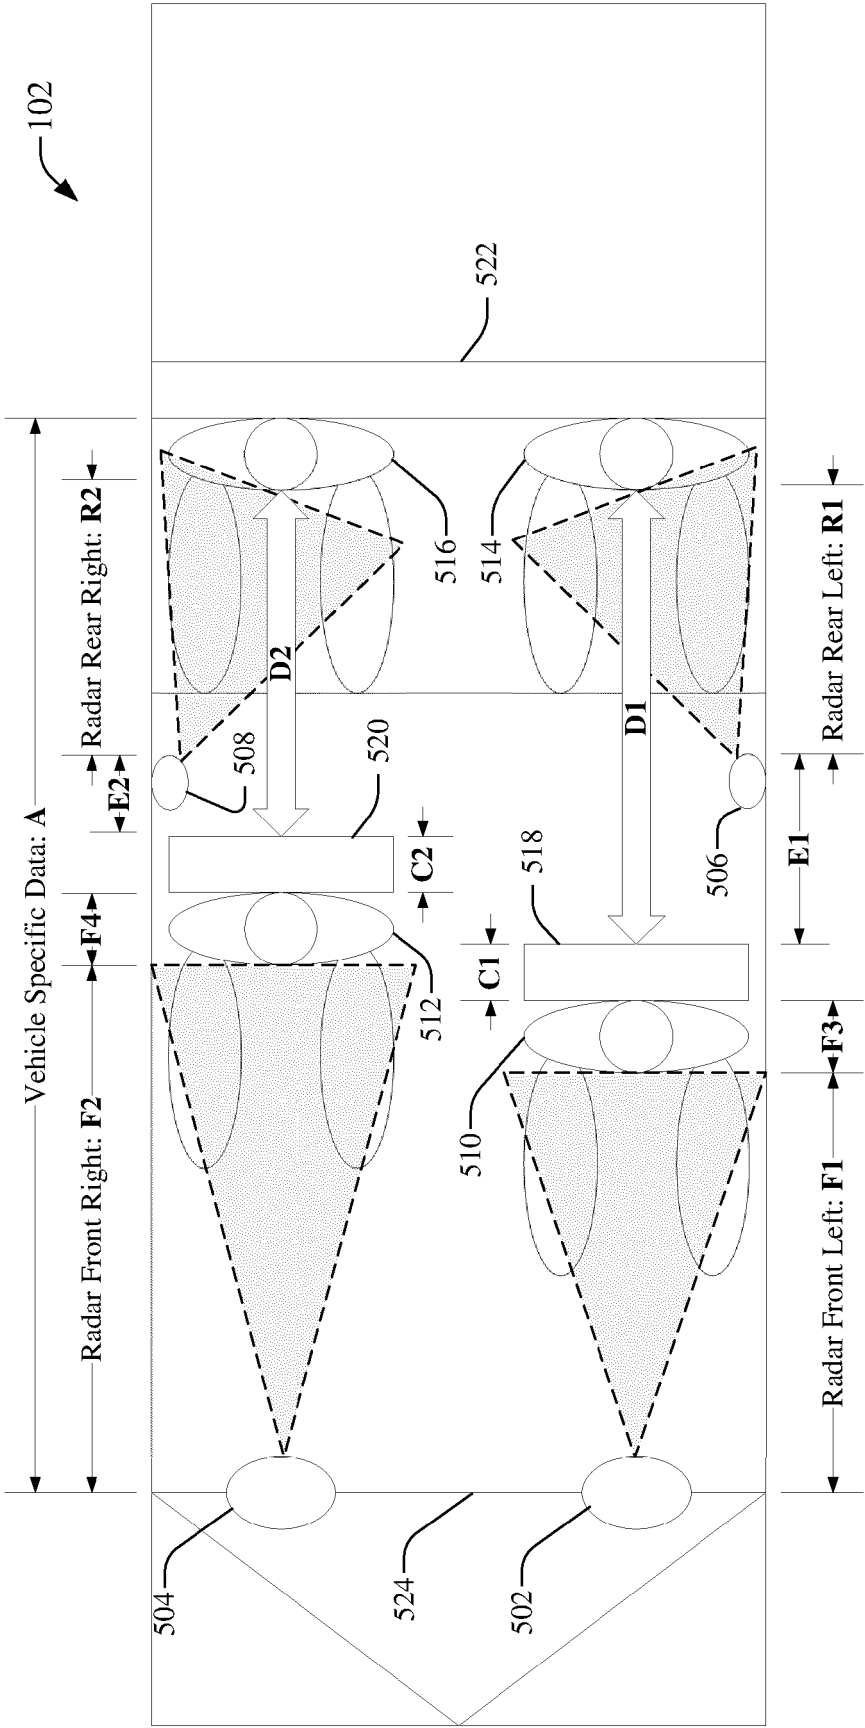 102
Vehicle Specific Data: A
Radar Front Right: F2
F4
E2
Radar Rear Right: R2
504
512
C2
520
508
D2
516
522
524
502
510
C1
518
D1
514
506
Radar Front Left: F1
F3
E1
Radar Rear Left: R1